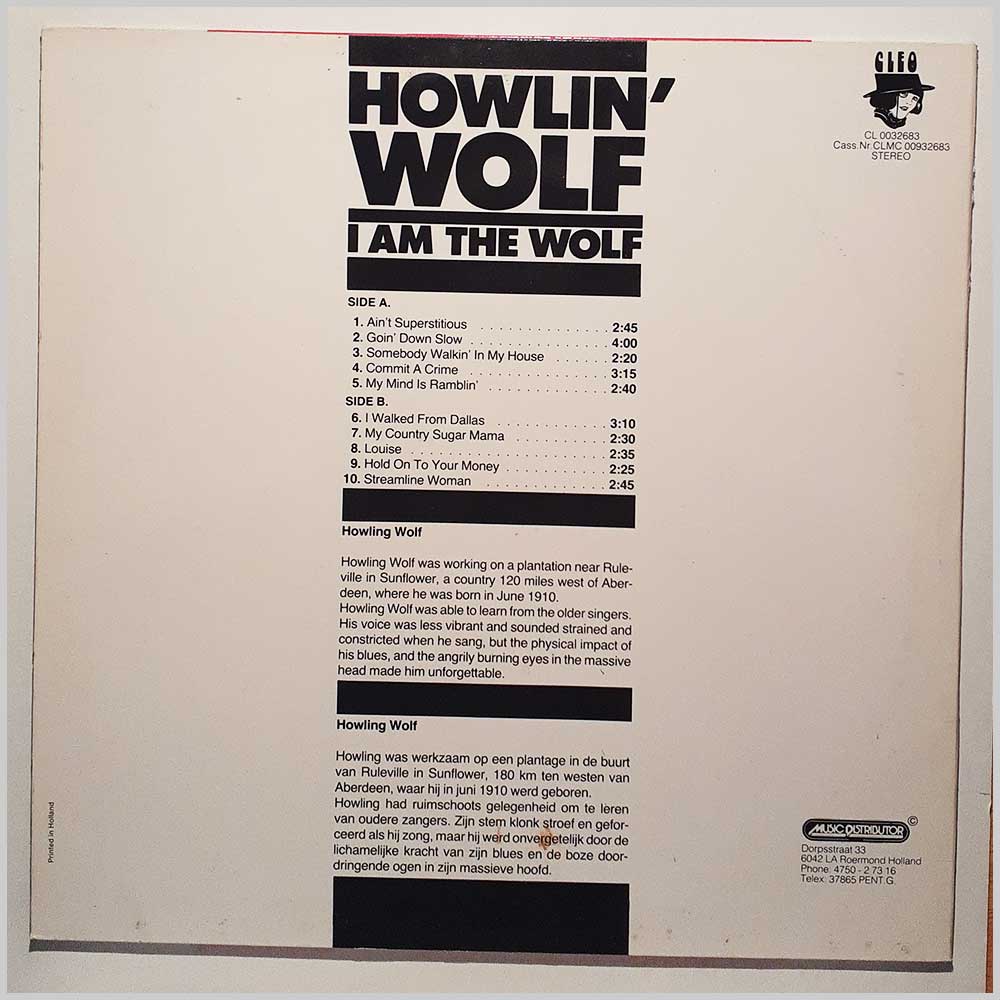 CLEO
CL 0032683
Cass.Nr.CLMC 00932683
STEREO
HOWLIN'
WOLF
I AM THE WOLF
SIDE A.
1. Ain't Superstitious . . . . . . . . . . . . . . 2:45
2. Goin' Down Slow . . . . . . . . . . . . . . . 4:00
3. Somebody Walkin' In My House . . . . . . 2:20
4. Commit A Crime . . . . . . . . . . . . . . . 3:15
5. My Mind Is Ramblin' . . . . . . . . . . . . . 2:40
SIDE B.
6. I Walked From Dallas . . . . . . . . . . . . 3:10
7. My Country Sugar Mama . . . . . . . . . . 2:30
8. Louise . . . . . . . . . . . . . . . . . . . . . 2:35
9. Hold On To Your Money . . . . . . . . . . . 2:25
10. Streamline Woman . . . . . . . . . . . . . 2:45
Howling Wolf
Howling Wolf was working on a plantation near Rule-
ville in Sunflower, a country 120 miles west of Aber-
deen, where he was born in June 1910.
Howling Wolf was able to learn from the older singers.
His voice was less vibrant and sounded strained and
constricted when he sang, but the physical impact of
his blues, and the angrily burning eyes in the massive
head made him unforgettable.
Howling Wolf
Howling was werkzaam op een plantage in de buurt
van Ruleville in Sunflower, 180 km ten westen van
Aberdeen, waar hij in juni 1910 werd geboren.
Howling had ruimschoots gelegenheid om te leren
van oudere zangers. Zijn stem klonk stroef en gefor-
ceerd als hij zong, maar hij werd onvergetelijk door de
lichamelijke kracht van zijn blues en de boze door-
dringende ogen in zijn massieve hoofd.
Printed in Holland
MUSIC DISTRIBUTOR ©
Dorpsstraat 33
6042 LA Roermond Holland
Phone: 4750 - 2 73 16
Telex: 37865 PENT G.